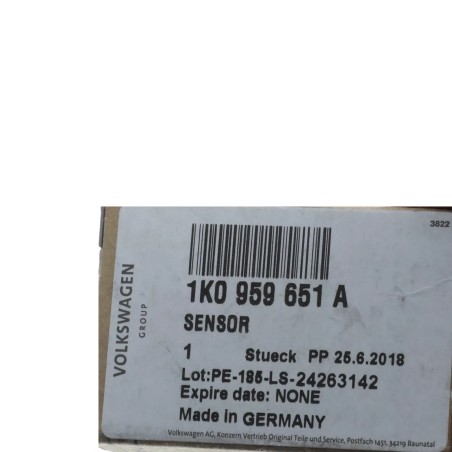 3822
VOLKSWAGEN
GROUP
1K0 959 651 A
SENSOR
1 Stueck PP 25.6.2018
Lot:PE-185-LS-24263142
Expire date: NONE
Made in GERMANY
Volkswagen AG, Konzern Vertrieb Original Teile und Service, Postfach 1451, 34219 Baunatal